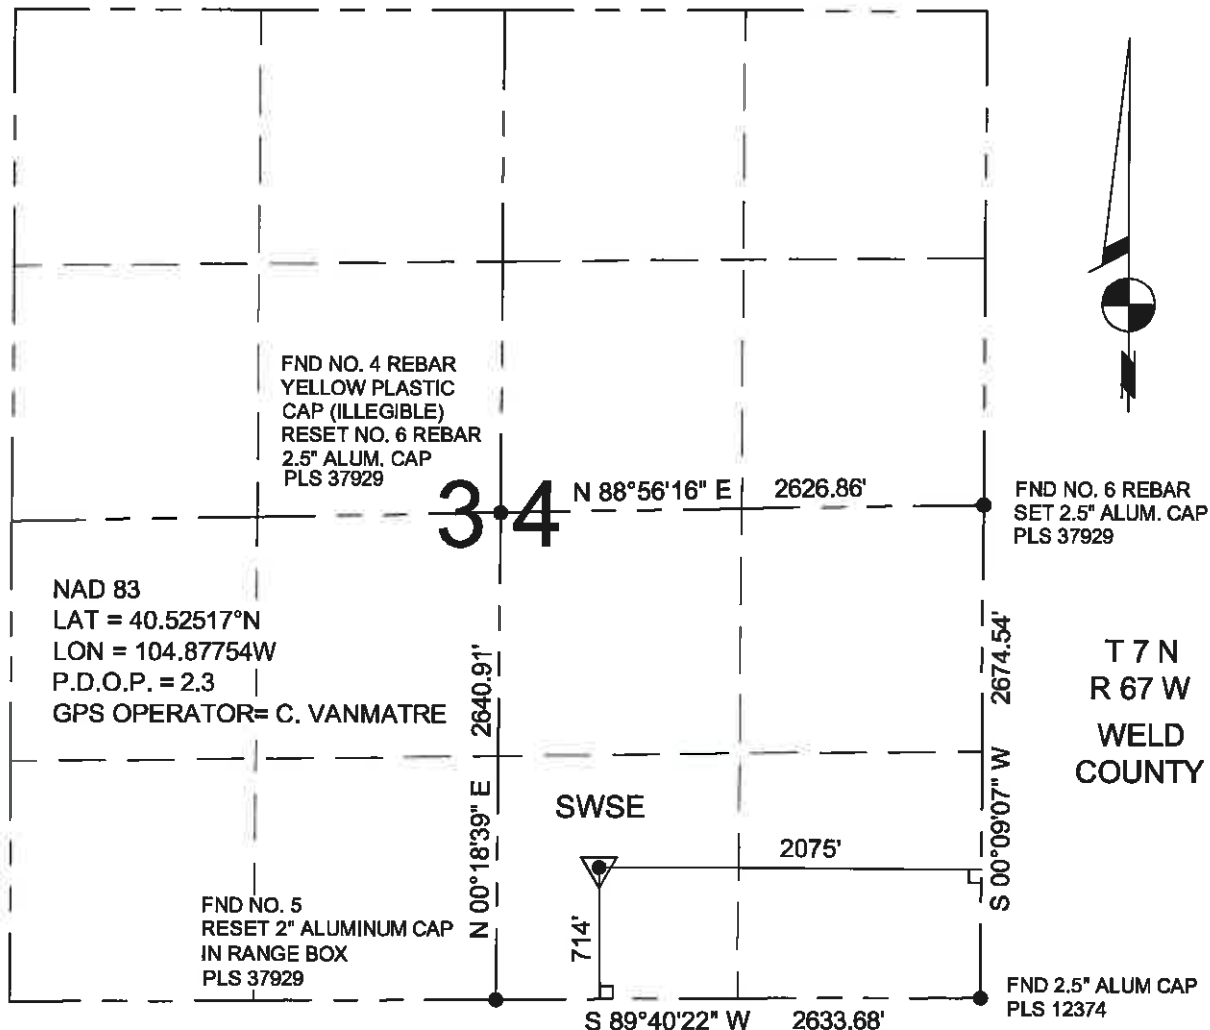 FND NO. 4 REBAR
YELLOW PLASTIC
CAP (ILLEGIBLE)
RESET NO. 6 REBAR
2.5" ALUM. CAP
PLS 37929
34
N 88°56'16" E 2626.86'
FND NO. 6 REBAR
SET 2.5" ALUM. CAP
PLS 37929
NAD 83
LAT = 40.52517°N
LON = 104.87754W
P.D.O.P. = 2.3
GPS OPERATOR= C. VANMATRE
N 00°18'39" E 2640.91'
S 00°09'07" W 2674.54'
T 7 N
R 67 W
WELD
COUNTY
SWSE
2075'
714'
FND NO. 5
RESET 2" ALUMINUM CAP
IN RANGE BOX
PLS 37929
FND 2.5" ALUM CAP
PLS 12374
S 89°40'22" W 2633.68'